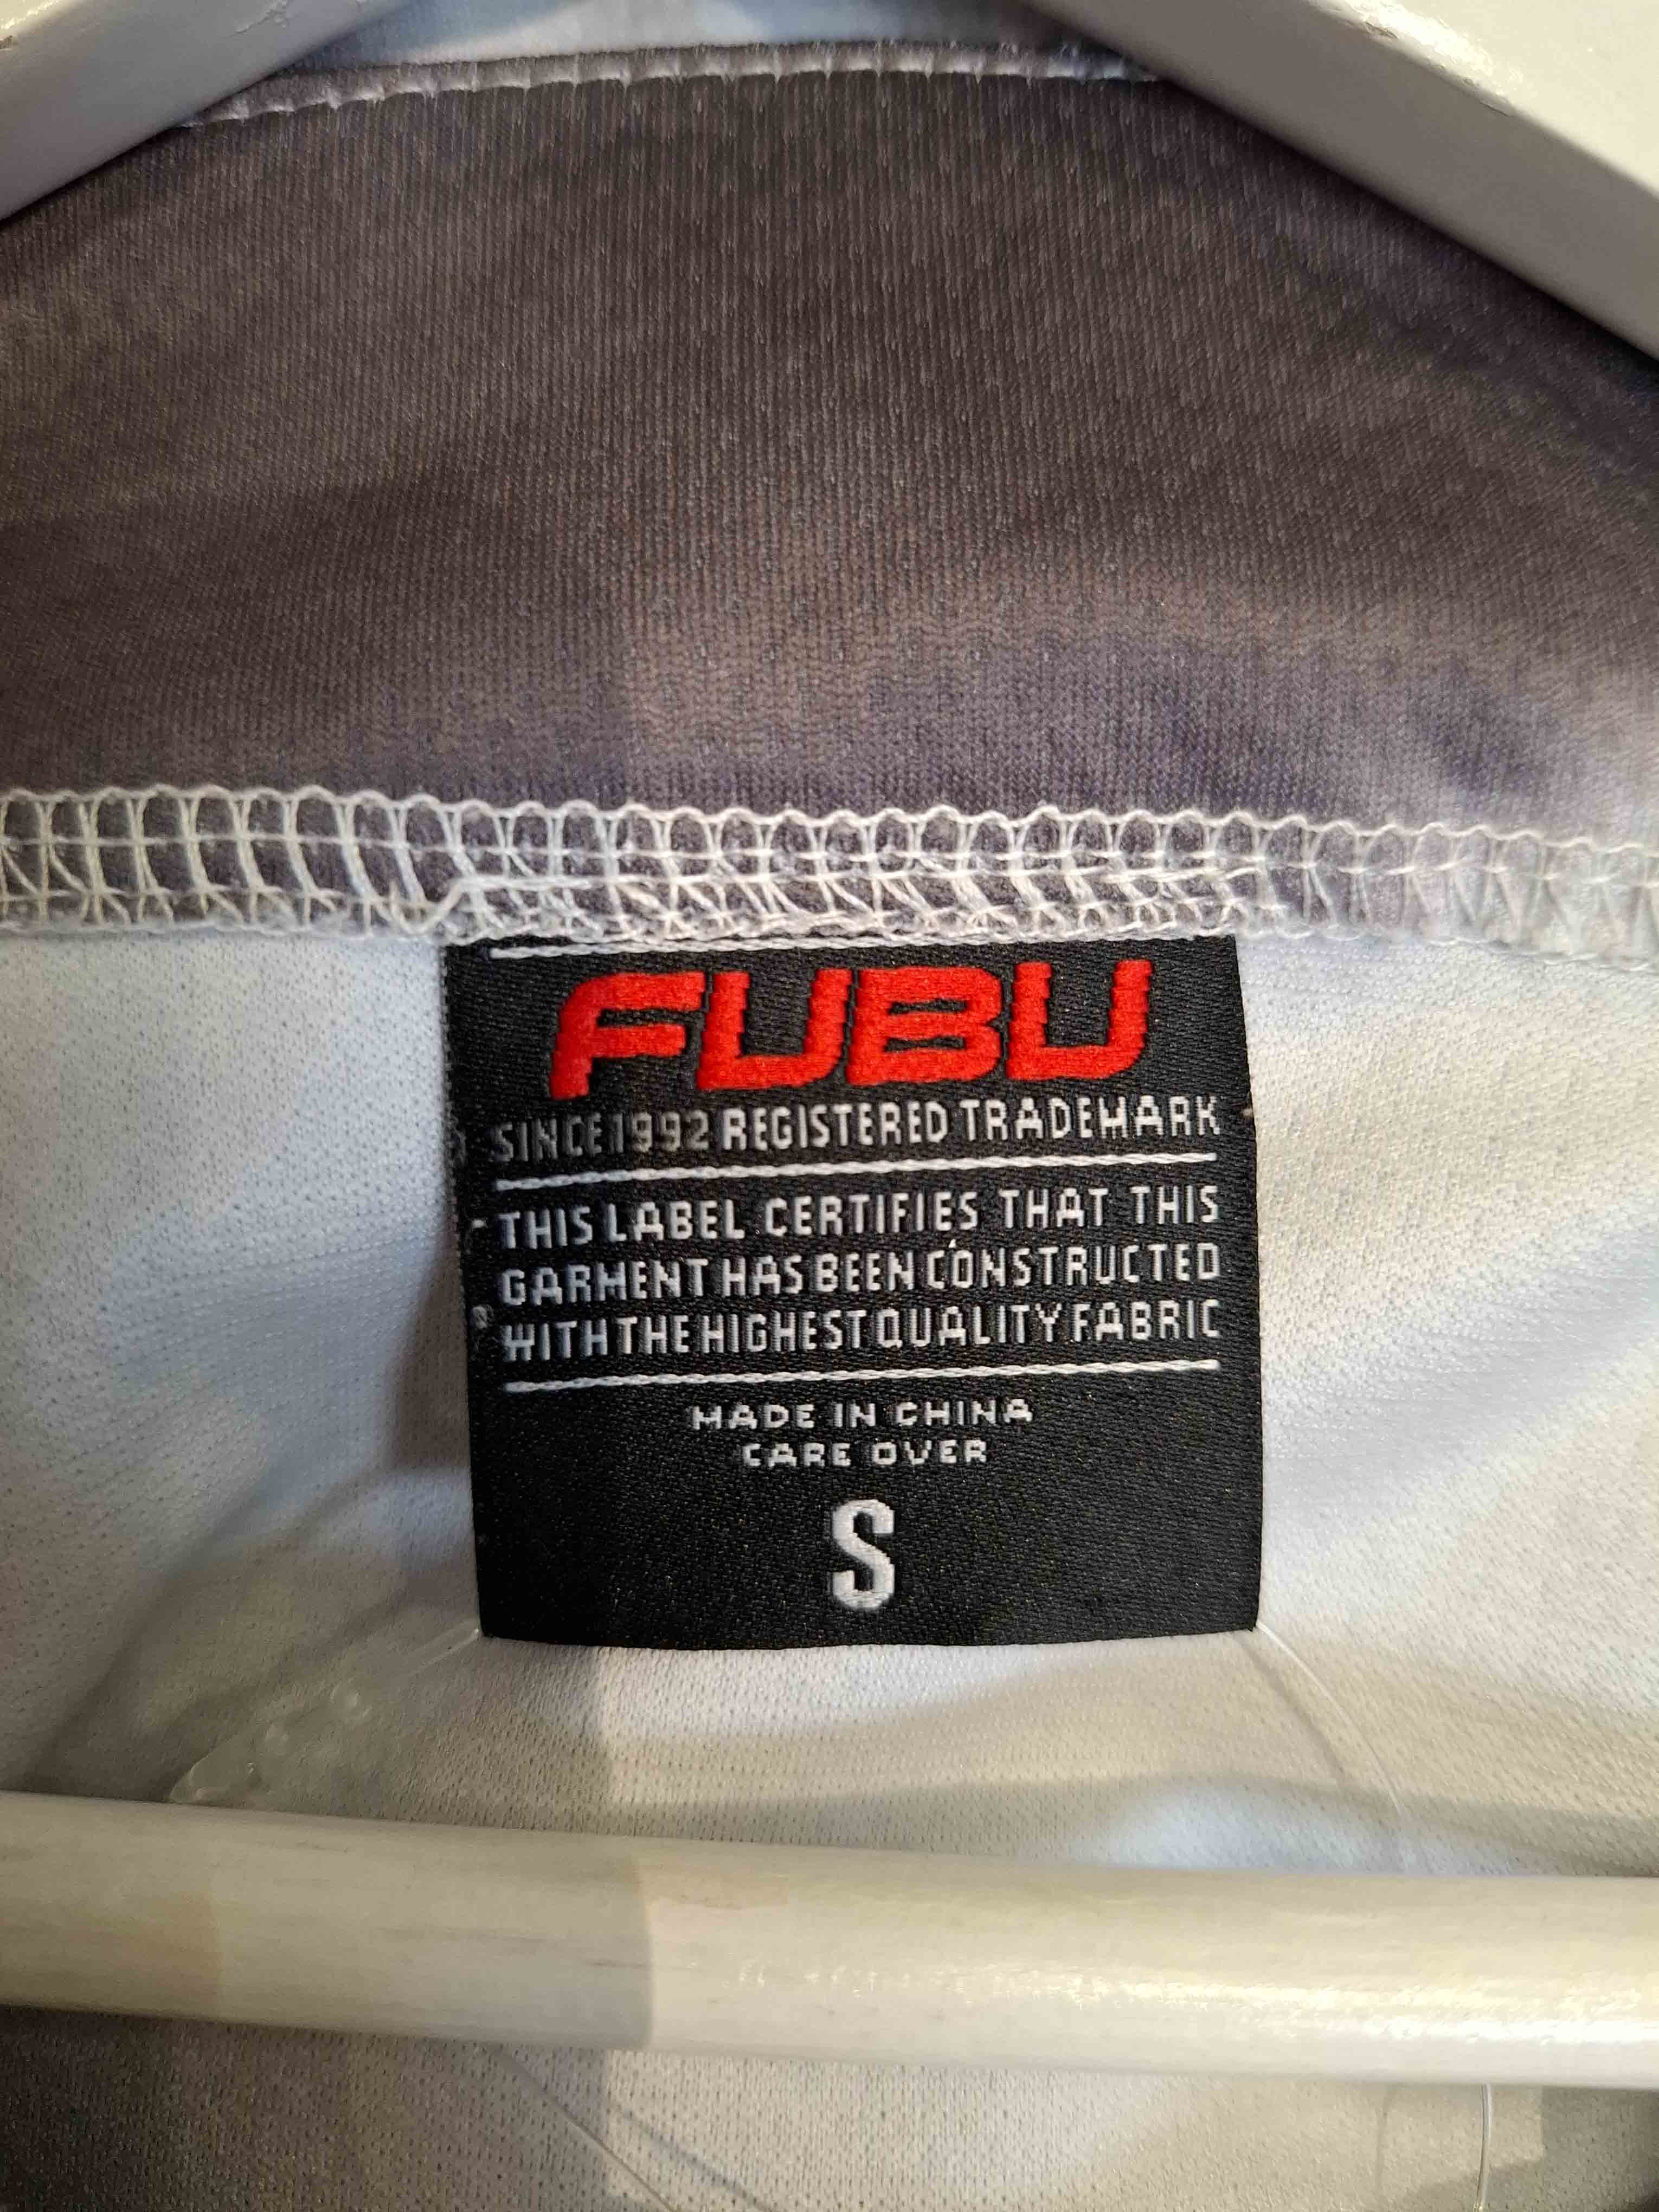 FUBU
SINCE 1992 REGISTERED TRADEMARK
THIS LABEL CERTIFIES THAT THIS
GARMENT HAS BEEN CONSTRUCTED
WITH THE HIGHEST QUALITY FABRIC
MADE IN CHINA
CARE OVER
S